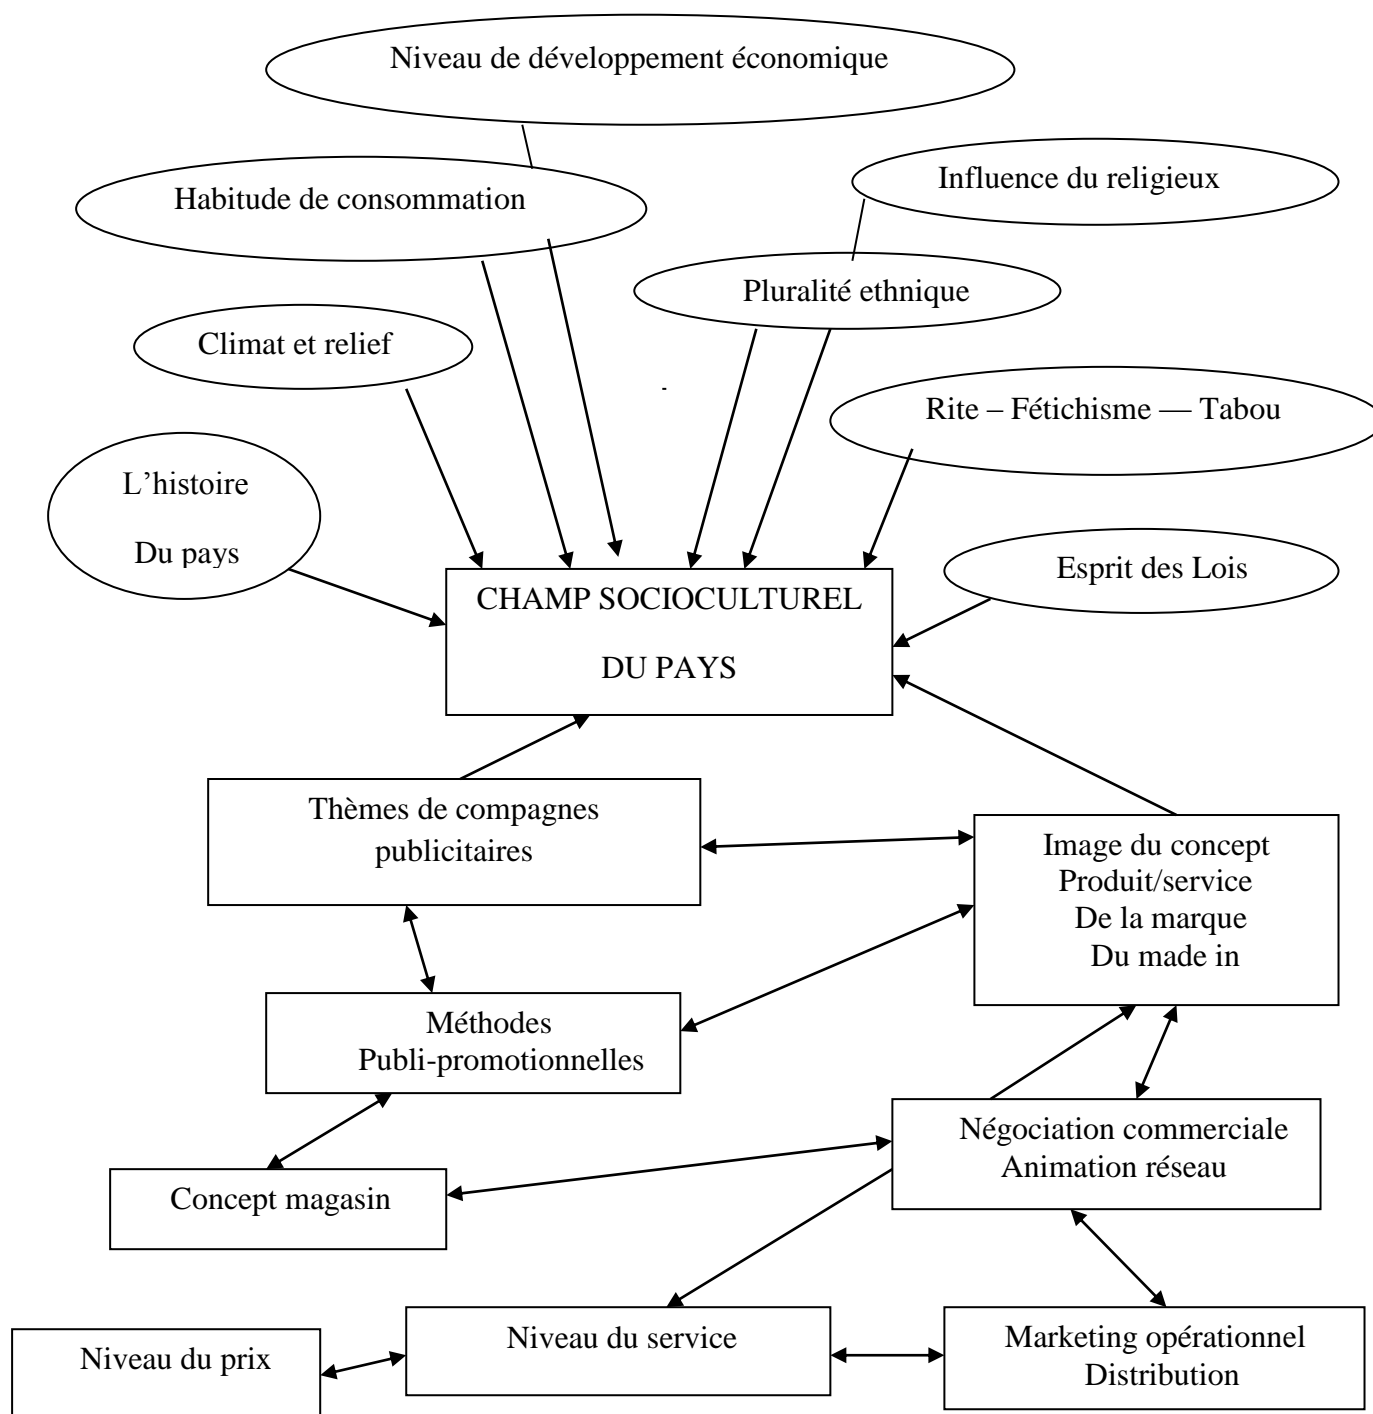 Niveau de développement économique
Habitude de consommation
Influence du religieux
Pluralité ethnique
Climat et relief
Rite – Fétichisme — Tabou
L’histoire
Du pays
Esprit des Lois
CHAMP SOCIOCULTUREL
DU PAYS
Thèmes de compagnes
publicitaires
Image du concept
Produit/service
De la marque
Du made in
Méthodes
Publi-promotionnelles
Négociation commerciale
Animation réseau
Concept magasin
Niveau du service
Marketing opérationnel
Distribution
Niveau du prix